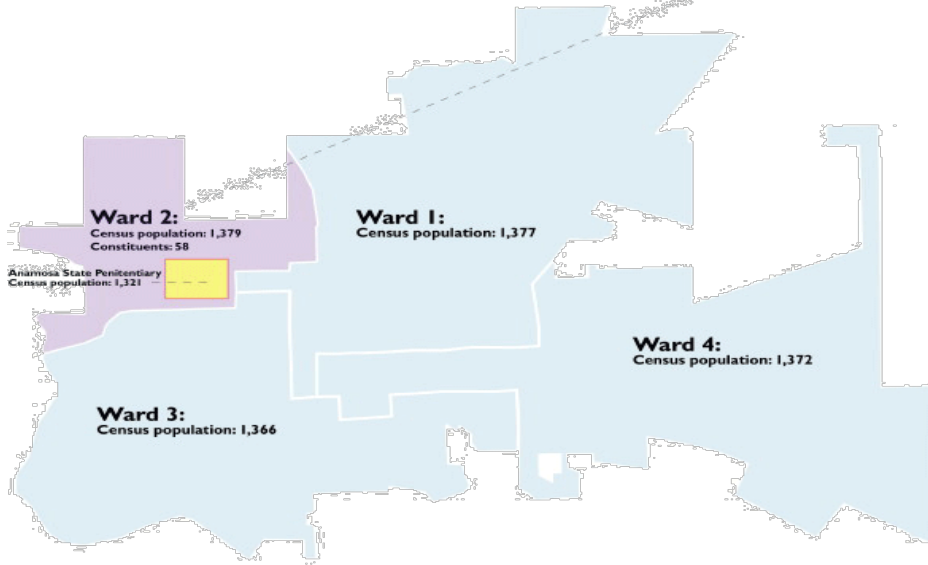 Ward 2:
Census population: 1,379
Constituents: 58
Anamosa State Penitentiary
Census population: 1,321
Ward 1:
Census population: 1,377
Ward 4:
Census population: 1,372
Ward 3:
Census population: 1,366